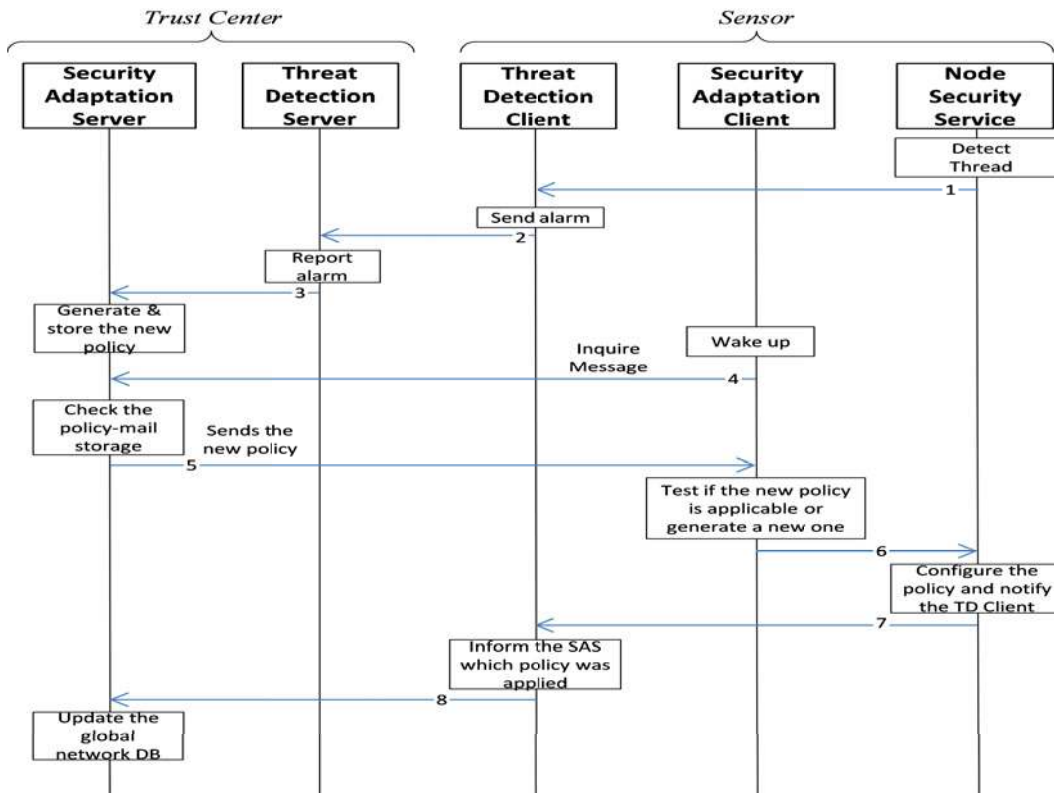 Trust Center
Sensor
Security
Adaptation
Server
Threat
Detection
Server
Threat
Detection
Client
Security
Adaptation
Client
Node
Security
Service
Detect
Thread
1
Send alarm
2
Report
alarm
3
Generate &
store the new
policy
Wake up
Inquire
Message
4
Check the
policy-mail
storage
Sends the
new policy
5
Test if the new policy
is applicable or
generate a new one
6
Configure the
policy and notify
the TD Client
7
Inform the SAS
which policy was
applied
8
Update the
global
network DB